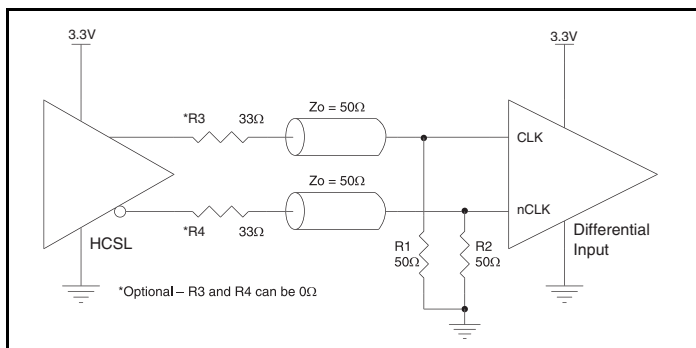 3.3V
3.3V
*R3
33Ω
Zo = 50Ω
CLK
Zo = 50Ω
nCLK
HCSL
*R4
33Ω
R1
50Ω
R2
50Ω
Differential
Input
*Optional – R3 and R4 can be 0Ω